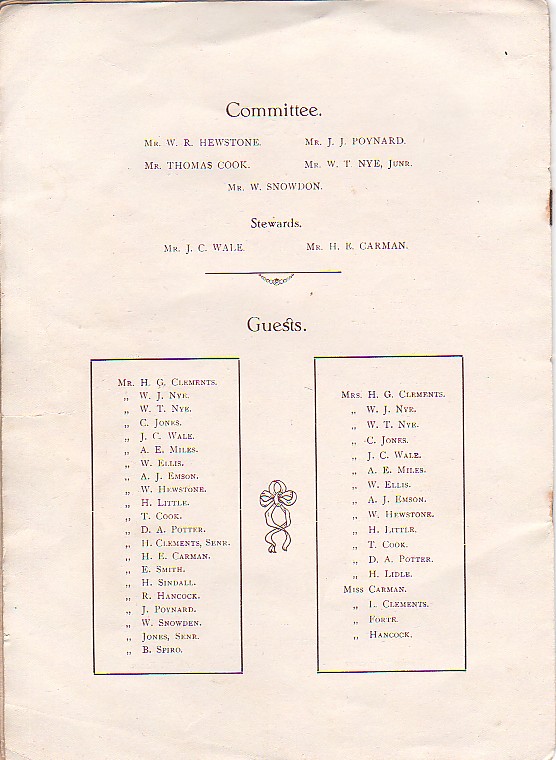 Committee.
Mr. W. R. HEWSTONE. Mr. J. J. POYNARD.
Mr. THOMAS COOK. Mr. W. T. NYE, Junr.
Mr. W. SNOWDON.
Stewards.
Mr. J. C. WALE. Mr. H. E. CARMAN.
Guests.
Mr. H. G. Clements.
„ W. J. Nye.
„ W. T. Nye.
„ C. Jones.
„ J. C. Wale.
„ A. E. Miles.
„ W. Ellis.
„ A. J. Emson.
„ W. Hewstone.
„ H. Little.
„ T. Cook.
„ D. A. Potter.
„ H. Clements, Senr.
„ H. E. Carman.
„ E. Smith.
„ H. Sindall.
„ R. Hancock.
„ J. Poynard.
„ W. Snowden.
„ Jones, Senr.
„ B. Spiro.
Mrs. H. G. Clements.
„ W. J. Nye.
„ W. T. Nye.
„ C. Jones.
„ J. C. Wale.
„ A. E. Miles.
„ W. Ellis.
„ A. J. Emson.
„ W. Hewstone.
„ H. Little.
„ T. Cook.
„ D. A. Potter.
„ H. Lidle.
Miss Carman.
„ L. Clements.
„ Forte.
„ Hancock.